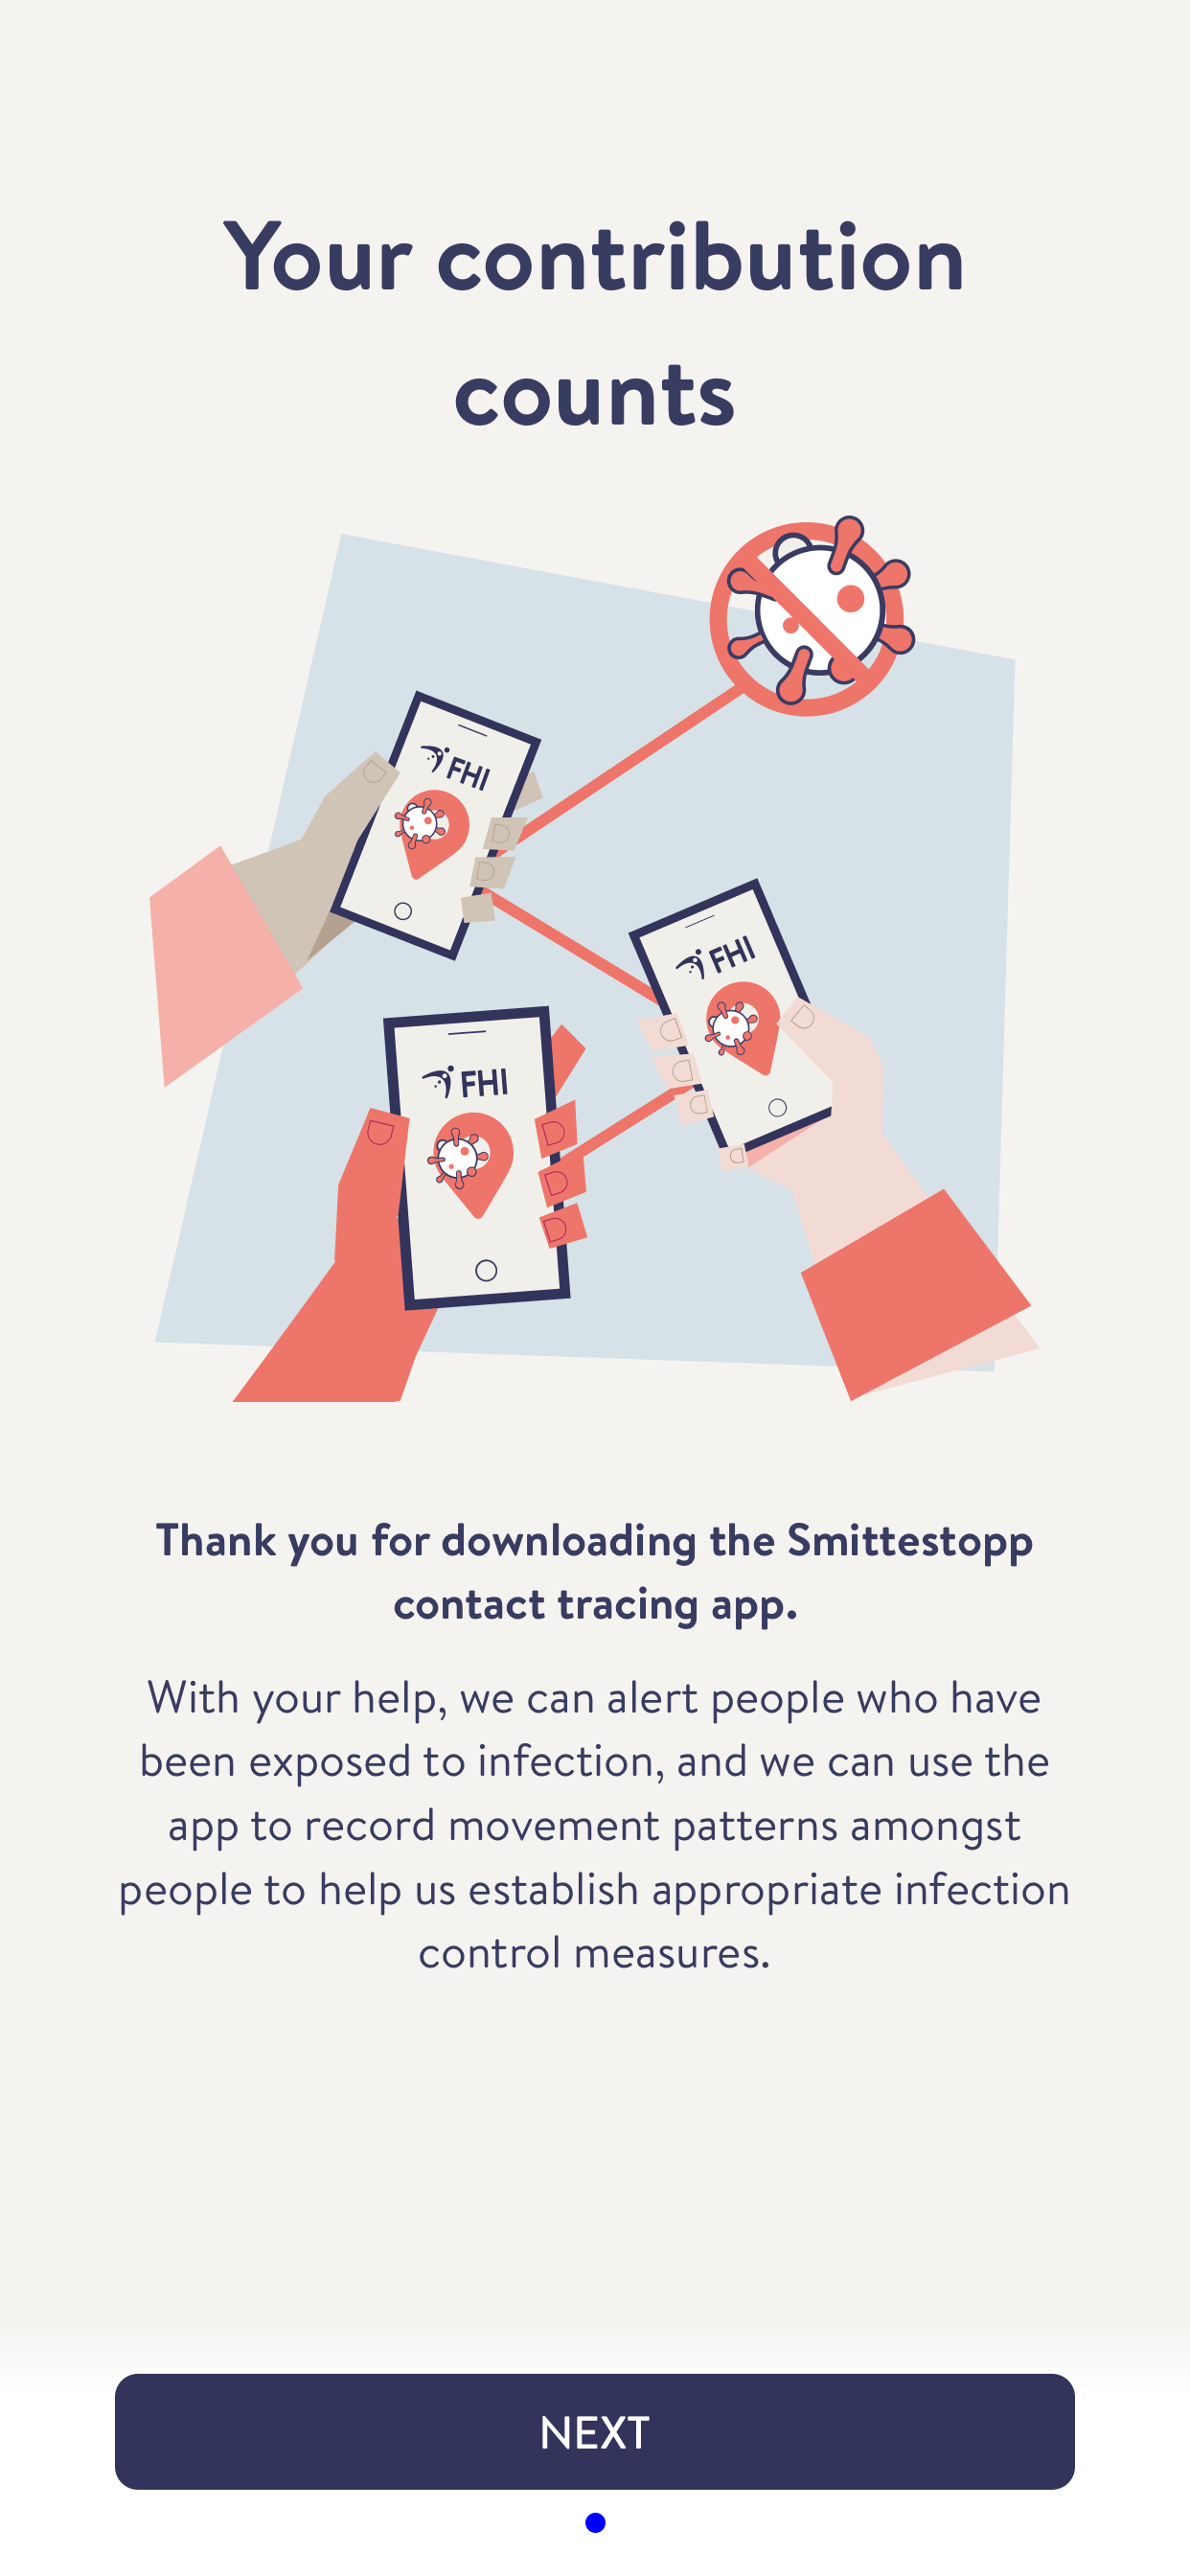 Your contribution
counts
FHI
FHI
FHI
Thank you for downloading the Smittestopp
contact tracing app.
With your help, we can alert people who have
been exposed to infection, and we can use the
app to record movement patterns amongst
people to help us establish appropriate infection
control measures.
NEXT